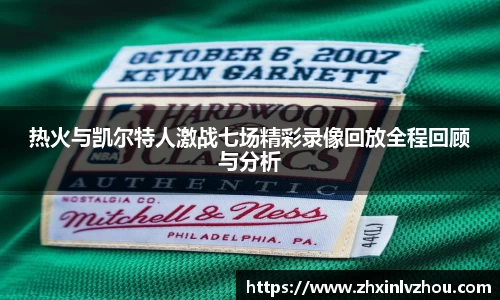 OCTOBER 6, 2007
KEVIN GARNETT
HARDWOOD
热火与凯尔特人激战七场精彩录像回放全程回顾
与分析
NBA
CLASSICS
AUTHENTIC
NOSTALGIA CO.
Mitchell & Ness
PHILADELPHIA, PA.
44(L)
https://www.zhxinlvzhou.com